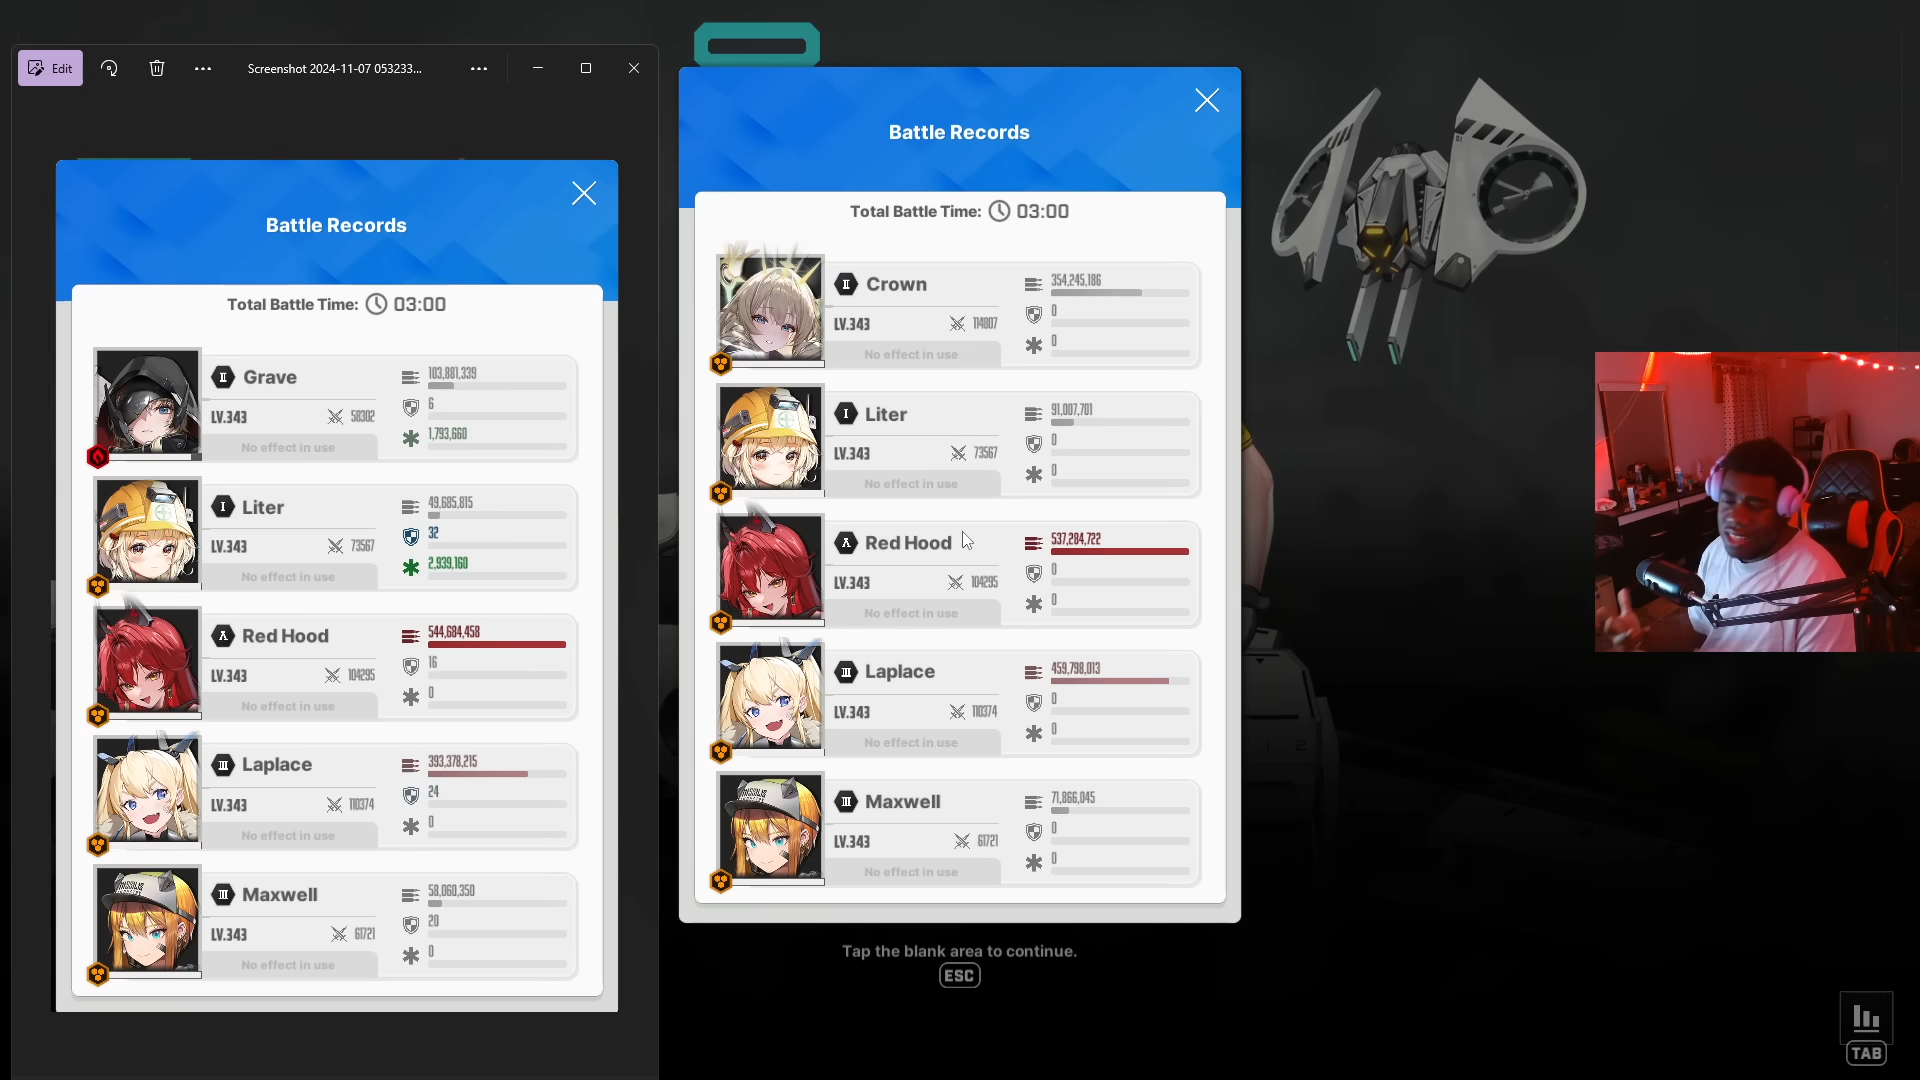 Edit
Screenshot 2024-11-07 053233...
Battle Records
Total Battle Time: 03:00
II Grave
LV.343
58302
No effect in use
103,881,339
6
1,793,660
I Liter
LV.343
73567
No effect in use
49,685,815
32
2,939,160
Λ Red Hood
LV.343
104295
No effect in use
544,684,458
16
0
III Laplace
LV.343
110374
No effect in use
393,378,215
24
0
III Maxwell
LV.343
61721
No effect in use
58,060,350
20
0
Battle Records
Total Battle Time: 03:00
II Crown
LV.343
114807
No effect in use
354,245,186
0
0
I Liter
LV.343
73567
No effect in use
91,007,701
0
0
Λ Red Hood
LV.343
104295
No effect in use
537,284,722
0
0
III Laplace
LV.343
110374
No effect in use
459,798,013
0
0
III Maxwell
LV.343
61721
No effect in use
71,866,045
0
0
Tap the blank area to continue.
ESC
TAB